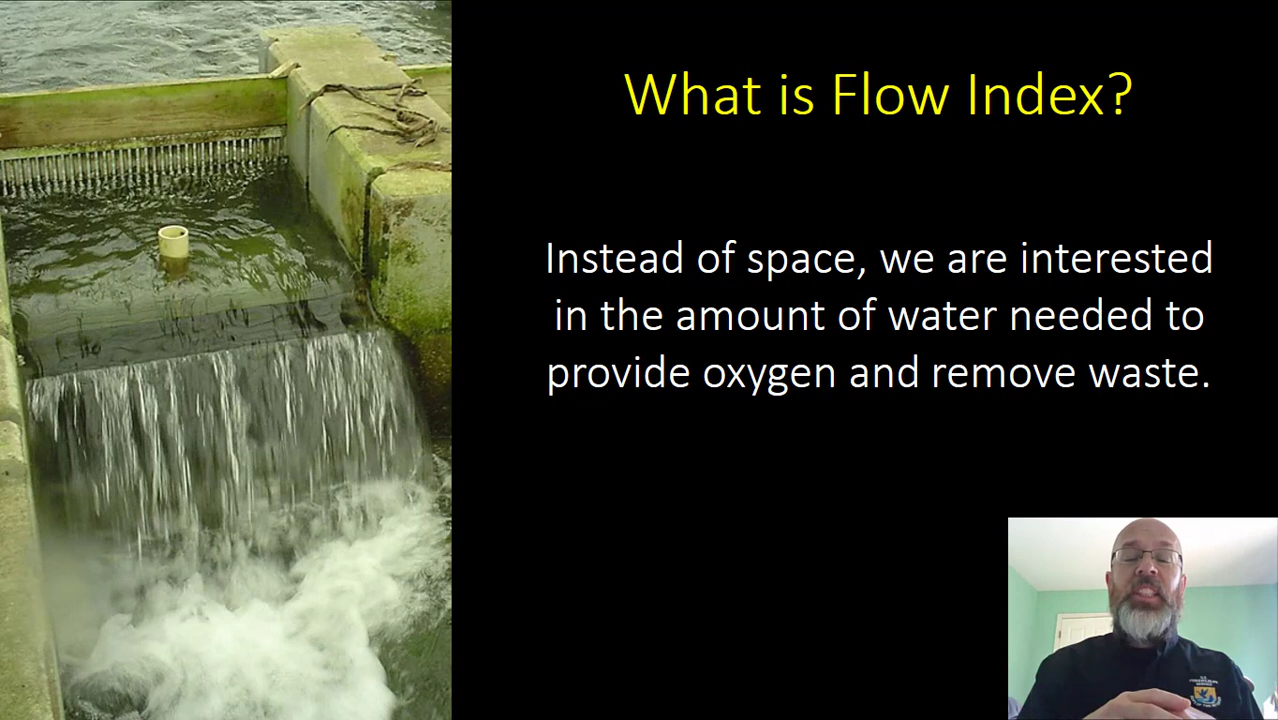 What is Flow Index?
Instead of space, we are interested
in the amount of water needed to
provide oxygen and remove waste.